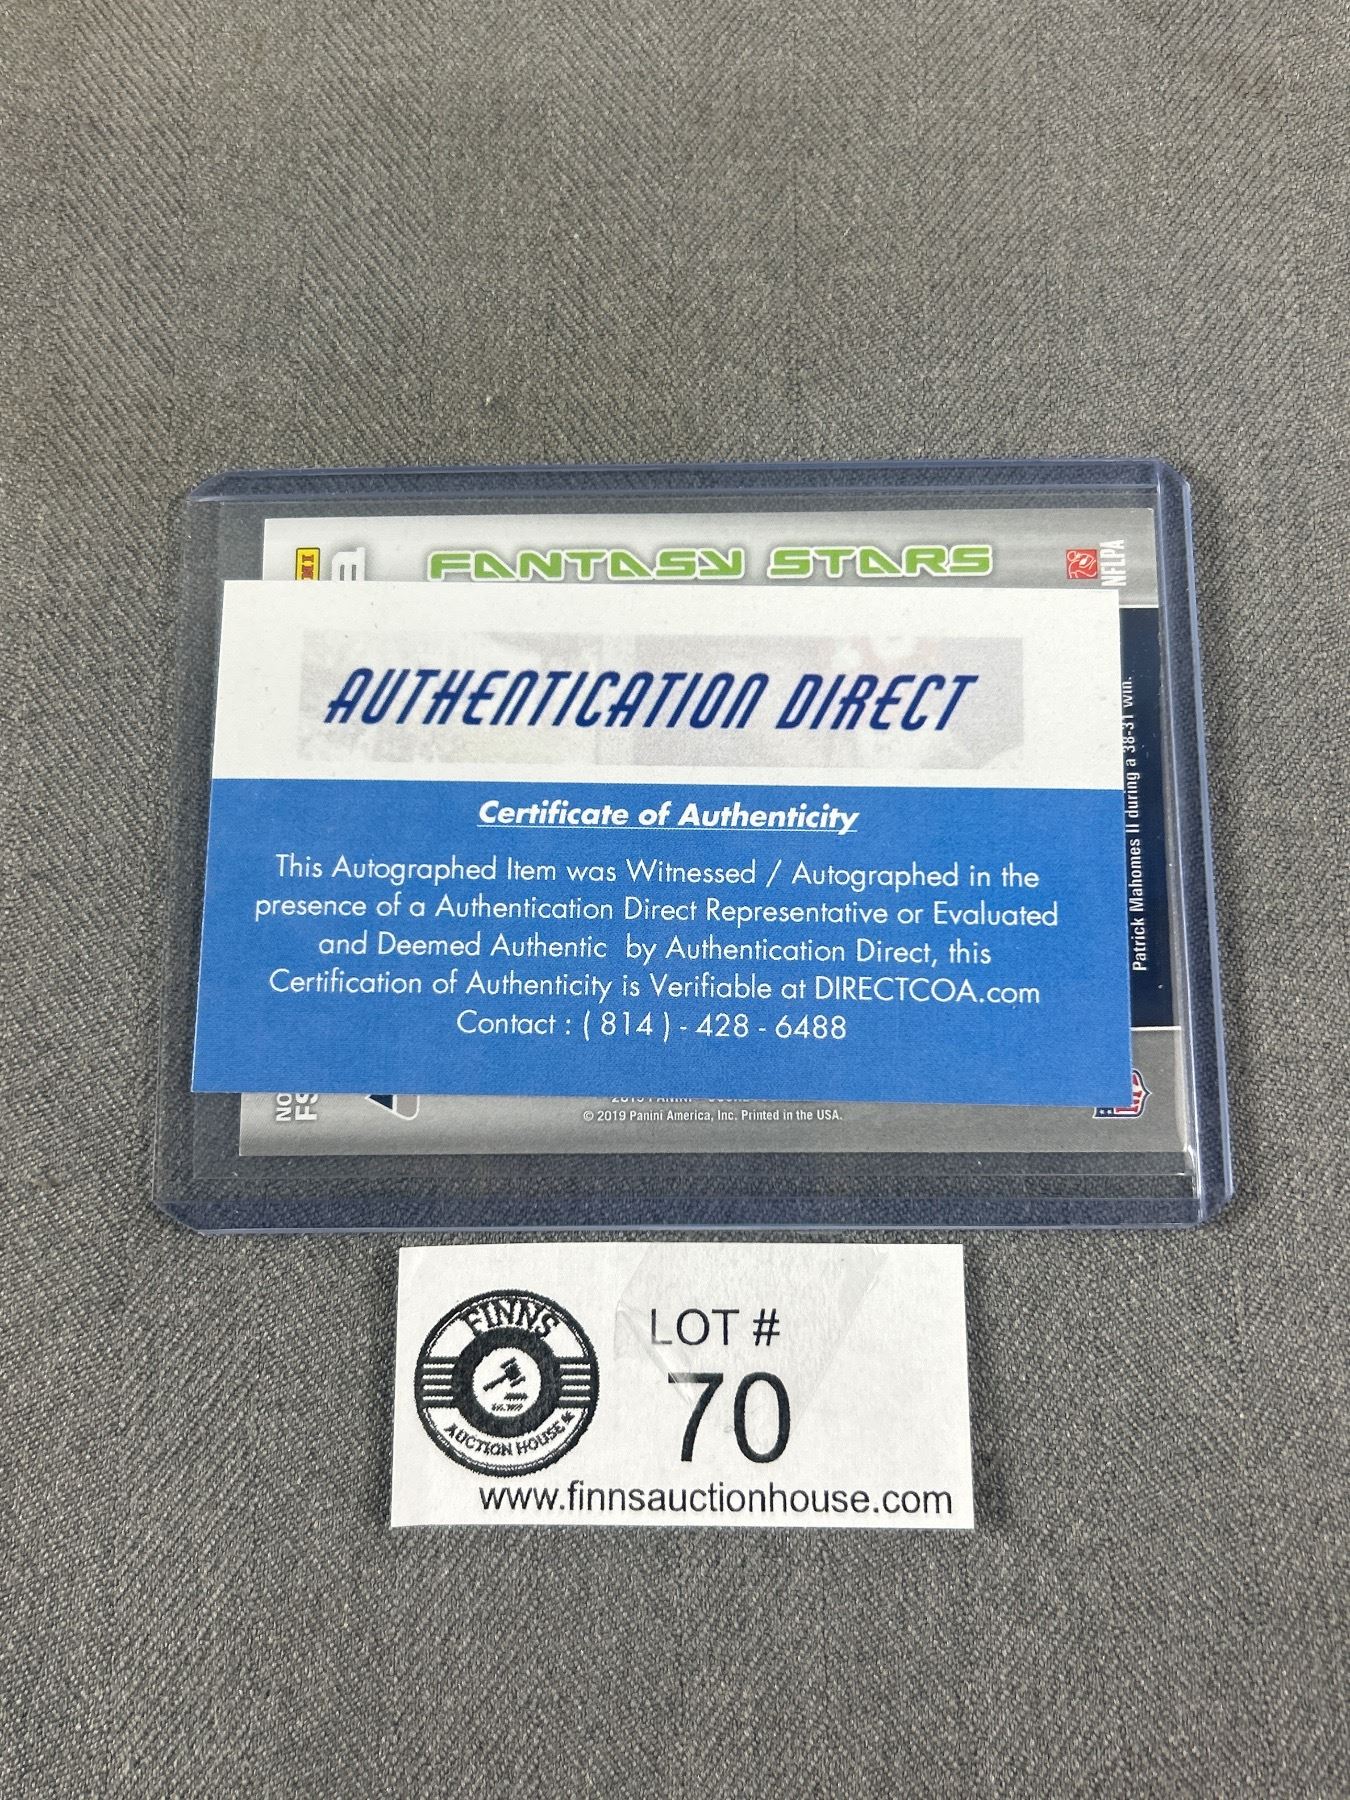 FANTASY STARS
NFLPA
AUTHENTICATION DIRECT
Certificate of Authenticity
This Autographed Item was Witnessed / Autographed in the
presence of a Authentication Direct Representative or Evaluated
and Deemed Authentic by Authentication Direct, this
Certification of Authenticity is Verifiable at DIRECTCOA.com
Contact : ( 814 ) - 428 - 6488
Patrick Mahomes II during a 38-31 win.
© 2019 Panini America, Inc. Printed in the USA.
FINNS
AUCTION HOUSE
LOT #
70
www.finnsauctionhouse.com